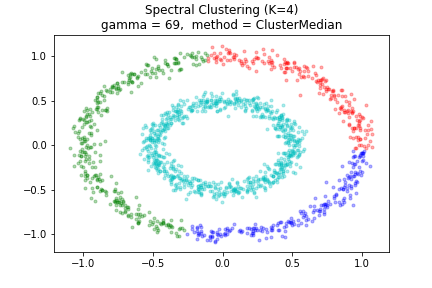 Spectral Clustering (K=4)
gamma = 69,  method = ClusterMedian
1.0
0.5
0.0
−0.5
−1.0
−1.0 −0.5 0.0 0.5 1.0